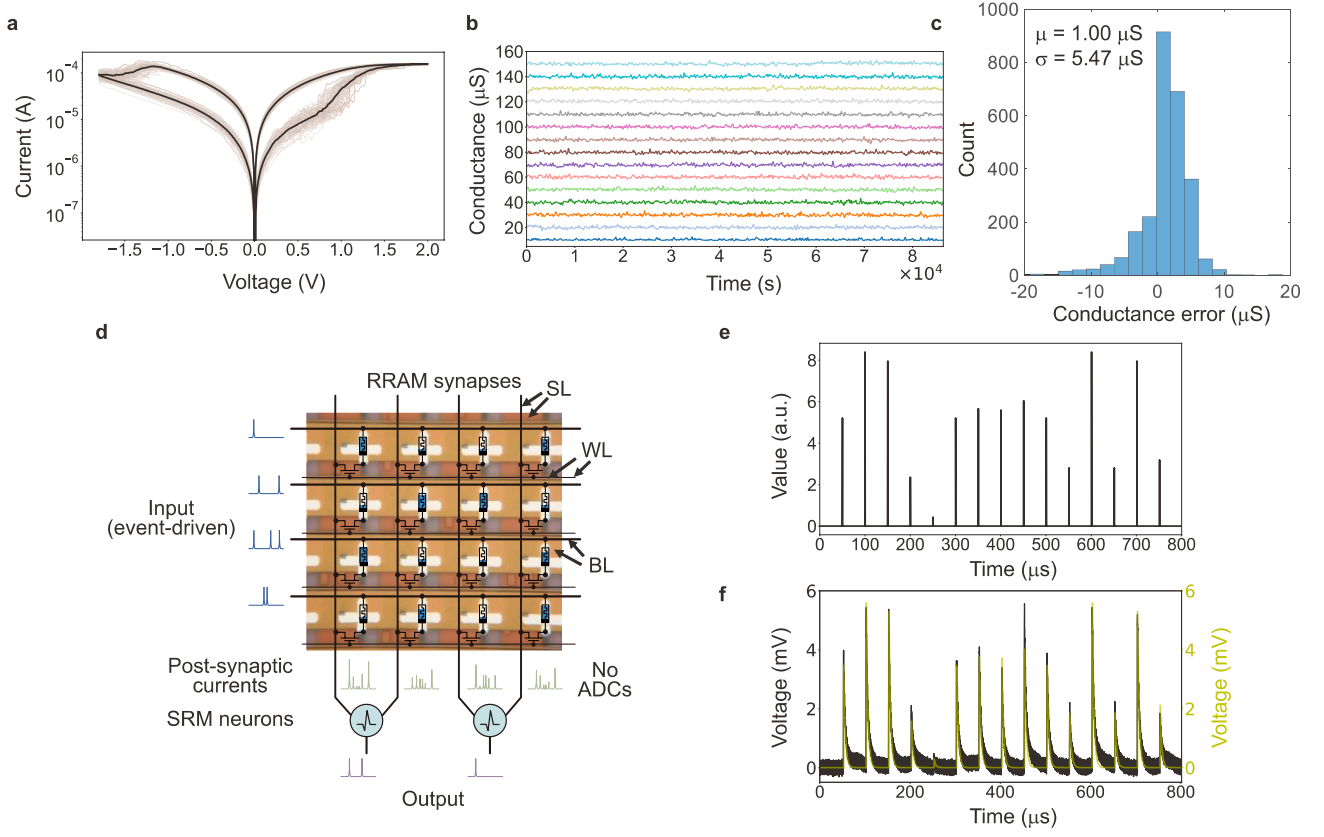 a
10⁻⁴
10⁻⁵
10⁻⁶
10⁻⁷
Current (A)
−1.5 −1.0 −0.5 0.0 0.5 1.0 1.5 2.0
Voltage (V)
b
160
140
120
100
80
60
40
20
Conductance (µS)
0 1 2 3 4 5 6 7 8
×10⁴
Time (s)
c
1000
800
600
400
200
0
Count
µ = 1.00 µS
σ = 5.47 µS
-20 -10 0 10 20
Conductance error (µS)
d
RRAM synapses
SL
WL
BL
Input
(event-driven)
Post-synaptic
currents
No
ADCs
SRM neurons
Output
e
8
6
4
2
0
Value (a.u.)
0 100 200 300 400 500 600 700 800
Time (µs)
f
6
4
2
0
Voltage (mV)
6
4
2
0
Voltage (mV)
0 200 400 600 800
Time (µs)